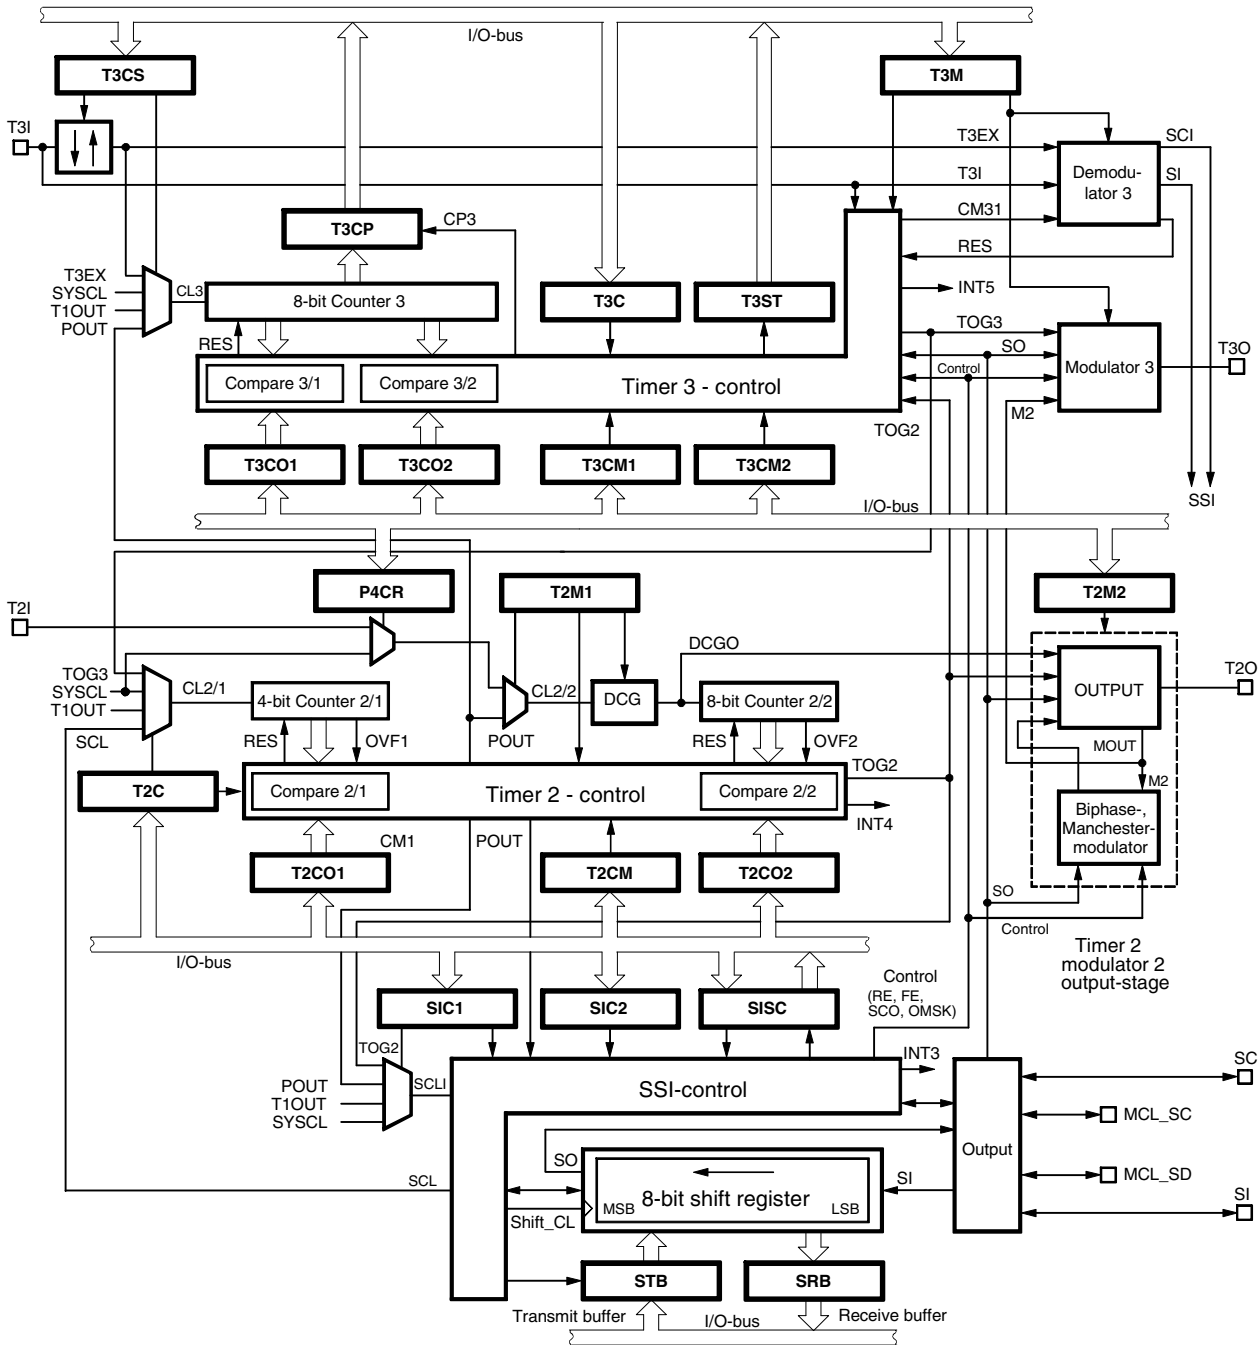 I/O-bus
T3CS
T3M
T3I
T3EX
SCI
T3I
SI
Demodu-
lator 3
T3CP
CP3
CM31
RES
T3EX
SYSCL
T1OUT
POUT
CL3
8-bit Counter 3
T3C
T3ST
INT5
RES
TOG3
SO
Control
M2
Modulator 3
T3O
Compare 3/1
Compare 3/2
Timer 3 - control
TOG2
T3CO1
T3CO2
T3CM1
T3CM2
SSI
I/O-bus
P4CR
T2M1
T2M2
T2I
DCGO
TOG3
SYSCL
T1OUT
SCL
CL2/1
4-bit Counter 2/1
CL2/2
DCG
8-bit Counter 2/2
OUTPUT
T2O
RES
OVF1
POUT
RES
OVF2
MOUT
TOG2
M2
T2C
Compare 2/1
Timer 2 - control
Compare 2/2
INT4
Biphase-,
Manchester-
modulator
CM1
POUT
T2CO1
T2CM
T2CO2
SO
Control
I/O-bus
Timer 2
modulator 2
output-stage
Control
(RE, FE,
SCO, OMSK)
SIC1
SIC2
SISC
TOG2
INT3
POUT
T1OUT
SYSCL
SCLI
SSI-control
SC
MCL_SC
Output
SO
SI
MCL_SD
SCL
8-bit shift register
MSB
LSB
Shift_CL
SI
STB
SRB
Transmit buffer
I/O-bus
Receive buffer